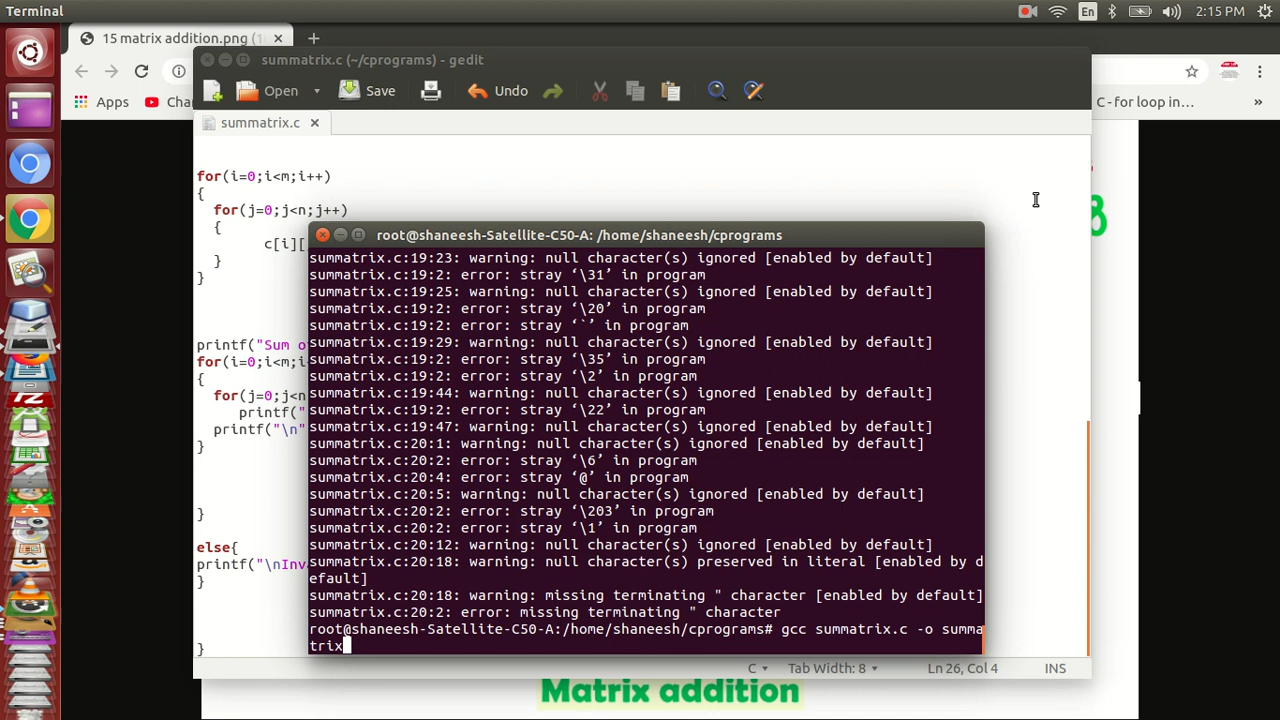 Terminal
En
2:15 PM
15 matrix addition.png (1
summatrix.c (~/cprograms) - gedit
Open
Save
Undo
Apps
Cha
C - for loop in…
»
summatrix.c
for(i=0;i<m;i++)
{
for(j=0;j<n;j++)
{
c[i][
}
}
printf("Sum o
for(i=0;i<m;i
{
for(j=0;j<n
printf("
printf("\n"
}
}
else{
printf("\nInv
}
}
root@shaneesh-Satellite-C50-A: /home/shaneesh/cprograms
summatrix.c:19:23: warning: null character(s) ignored [enabled by default]
summatrix.c:19:2: error: stray ‘\31’ in program
summatrix.c:19:25: warning: null character(s) ignored [enabled by default]
summatrix.c:19:2: error: stray ‘\20’ in program
summatrix.c:19:2: error: stray ‘`’ in program
summatrix.c:19:29: warning: null character(s) ignored [enabled by default]
summatrix.c:19:2: error: stray ‘\35’ in program
summatrix.c:19:2: error: stray ‘\2’ in program
summatrix.c:19:44: warning: null character(s) ignored [enabled by default]
summatrix.c:19:2: error: stray ‘\22’ in program
summatrix.c:19:47: warning: null character(s) ignored [enabled by default]
summatrix.c:20:1: warning: null character(s) ignored [enabled by default]
summatrix.c:20:2: error: stray ‘\6’ in program
summatrix.c:20:4: error: stray ‘@’ in program
summatrix.c:20:5: warning: null character(s) ignored [enabled by default]
summatrix.c:20:2: error: stray ‘\203’ in program
summatrix.c:20:2: error: stray ‘\1’ in program
summatrix.c:20:12: warning: null character(s) ignored [enabled by default]
summatrix.c:20:18: warning: null character(s) preserved in literal [enabled by d
efault]
summatrix.c:20:18: warning: missing terminating " character [enabled by default]
summatrix.c:20:2: error: missing terminating " character
root@shaneesh-Satellite-C50-A:/home/shaneesh/cprograms# gcc summatrix.c -o summa
trix
C
Tab Width: 8
Ln 26, Col 4
INS
Matrix addition